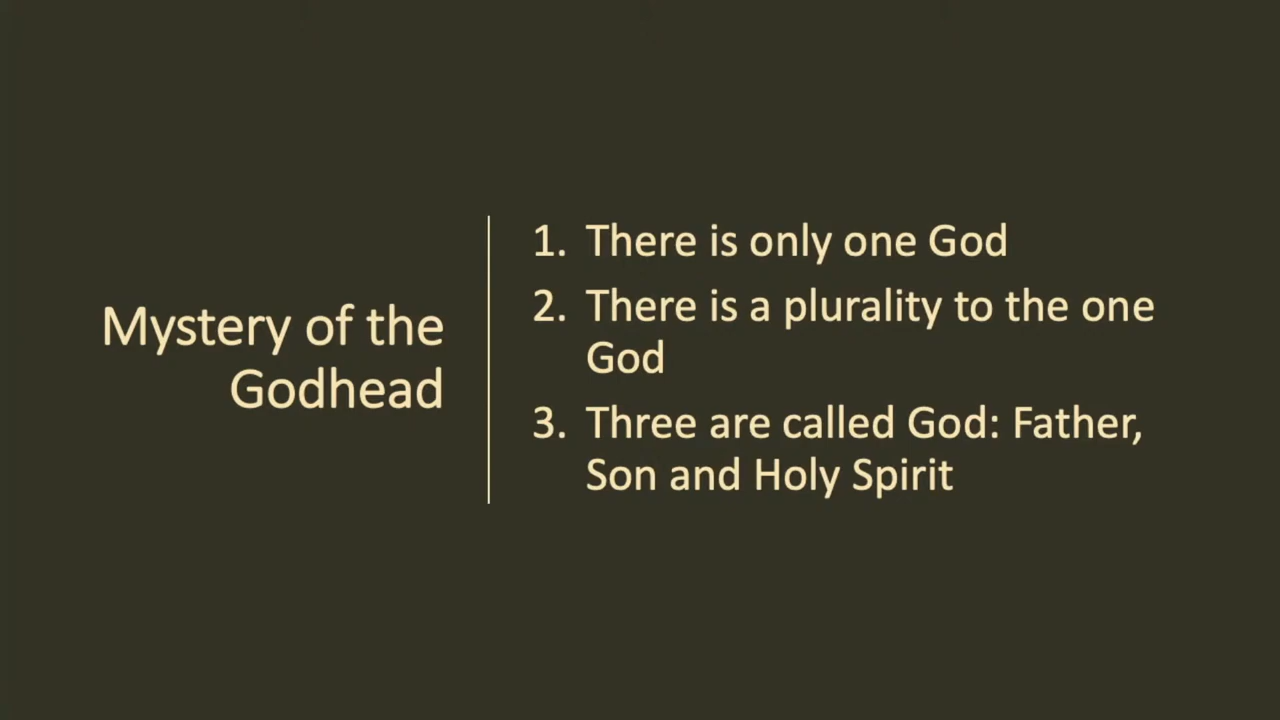 Mystery of the
Godhead
1. There is only one God
2. There is a plurality to the one
God
3. Three are called God: Father,
Son and Holy Spirit